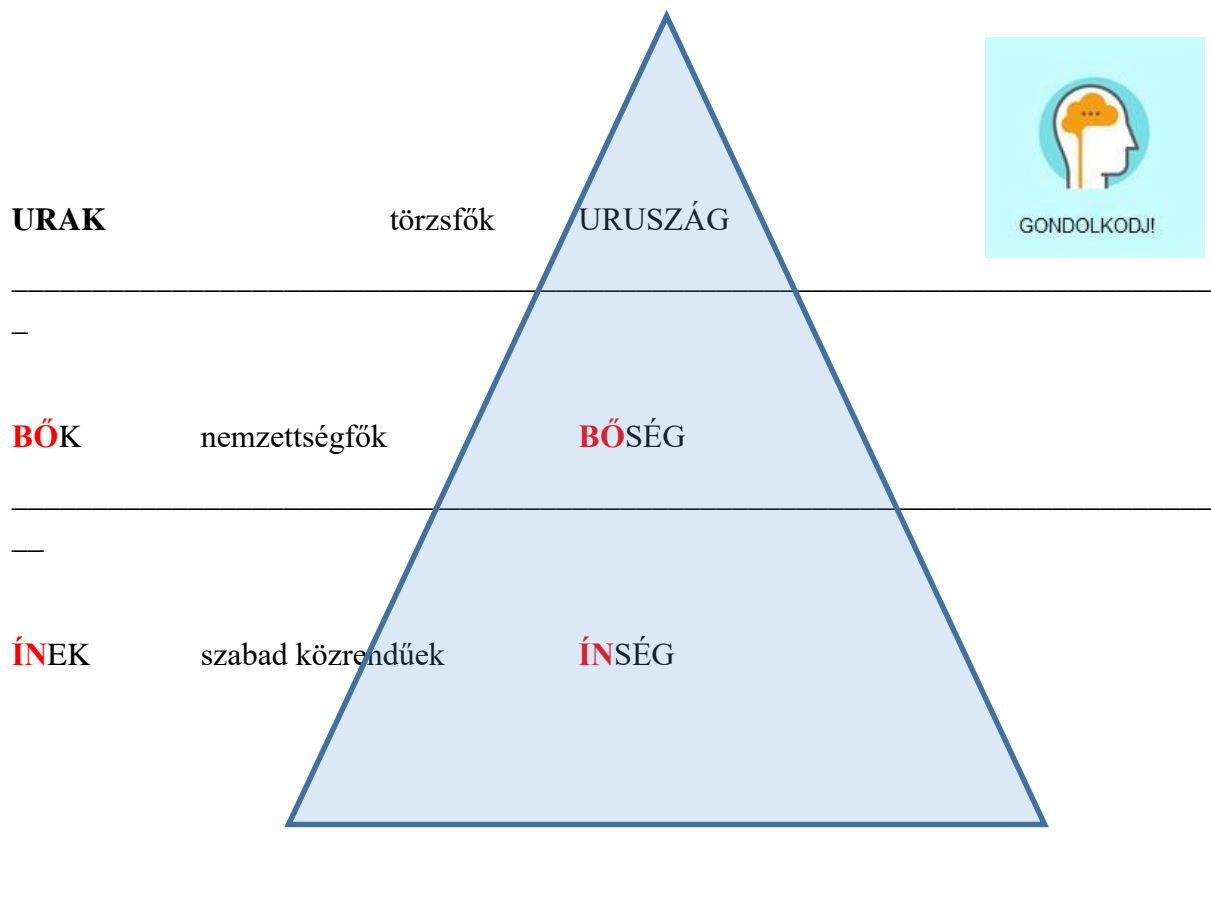 URAK törzsfők URUSZÁG
GONDOLKODJ!
BŐK nemzettségfők BŐSÉG
ÍNEK szabad közrendűek ÍNSÉG